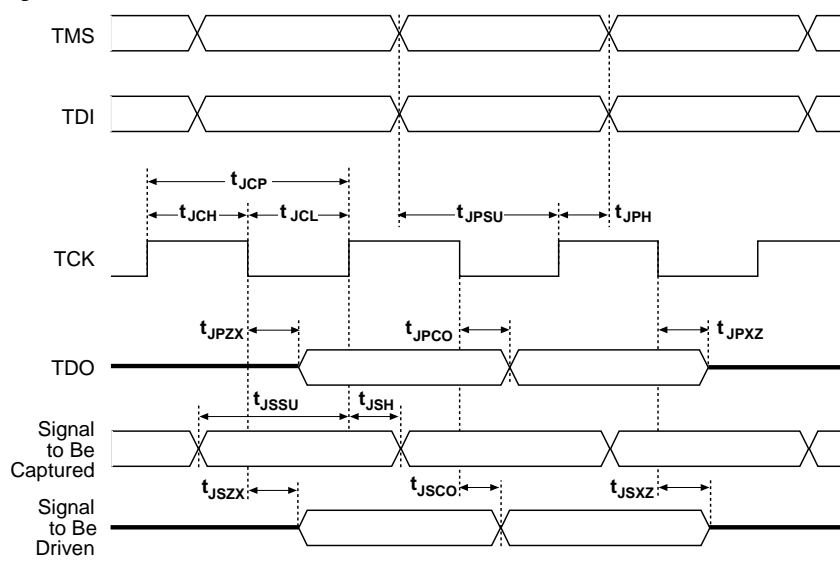 TMS
TDI
tJCP
tJCH
tJCL
tJPSU
tJPH
TCK
tJPZX
tJPCO
tJPXZ
TDO
tJSSU
tJSH
Signal
to Be
Captured
tJSZX
tJSCO
tJSXZ
Signal
to Be
Driven